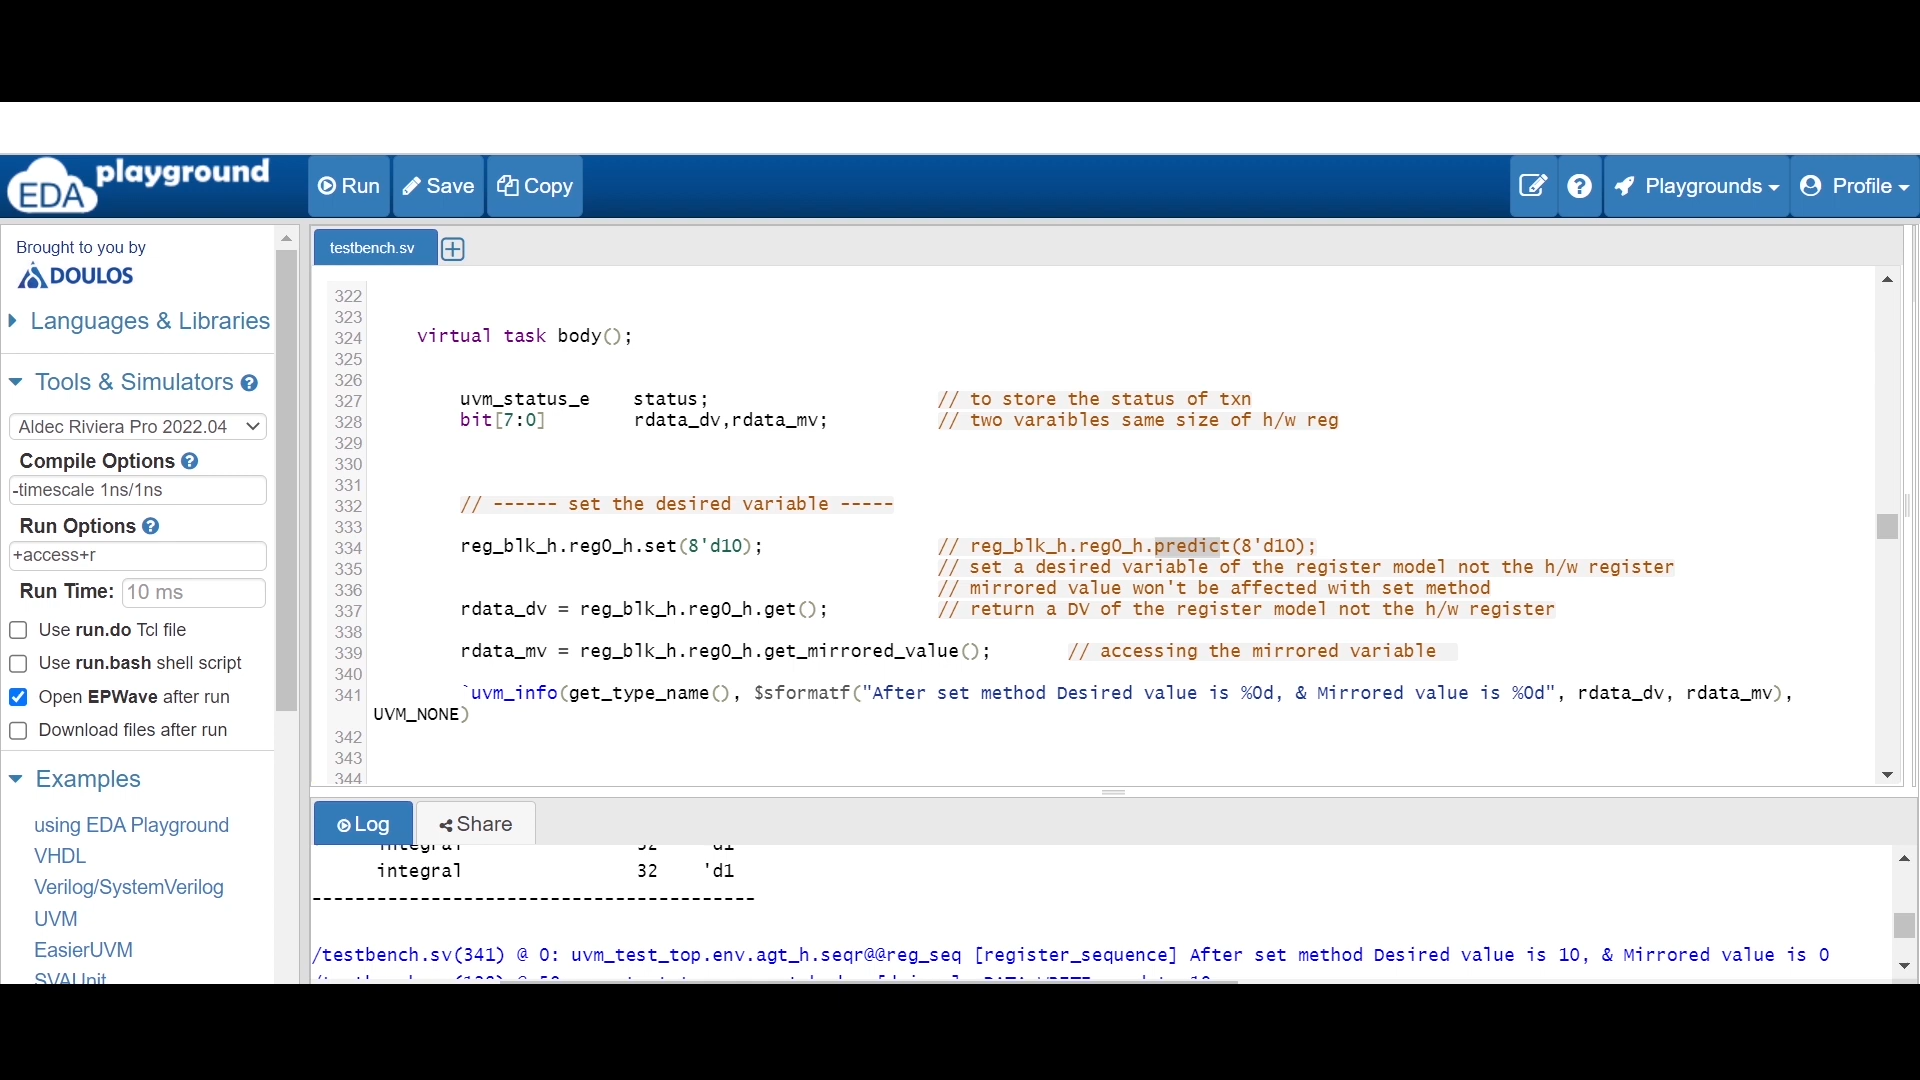 EDA playground
Run
Save
Copy
Playgrounds
Profile
Brought to you by
DOULOS
Languages & Libraries
Tools & Simulators
Aldec Riviera Pro 2022.04
Compile Options
-timescale 1ns/1ns
Run Options
+access+r
Run Time: 10 ms
Use run.do Tcl file
Use run.bash shell script
Open EPWave after run
Download files after run
Examples
using EDA Playground
VHDL
Verilog/SystemVerilog
UVM
EasierUVM
SVAUnit
testbench.sv
322
323
324 virtual task body();
325
326
327 uvm_status_e status; // to store the status of txn
328 bit[7:0] rdata_dv,rdata_mv; // two varaibles same size of h/w reg
329
330
331
332 // ------ set the desired variable -----
333
334 reg_blk_h.reg0_h.set(8'd10); // reg_blk_h.reg0_h.predict(8'd10);
335 // set a desired variable of the register model not the h/w register
336 // mirrored value won't be affected with set method
337 rdata_dv = reg_blk_h.reg0_h.get(); // return a DV of the register model not the h/w register
338
339 rdata_mv = reg_blk_h.reg0_h.get_mirrored_value(); // accessing the mirrored variable
340
341 `uvm_info(get_type_name(), $sformatf("After set method Desired value is %0d, & Mirrored value is %0d", rdata_dv, rdata_mv),
UVM_NONE)
342
343
344
Log
Share
integral 32 'd1
integral 32 'd1
-----------------------------------------
/testbench.sv(341) @ 0: uvm_test_top.env.agt_h.seqr@@reg_seq [register_sequence] After set method Desired value is 10, & Mirrored value is 0